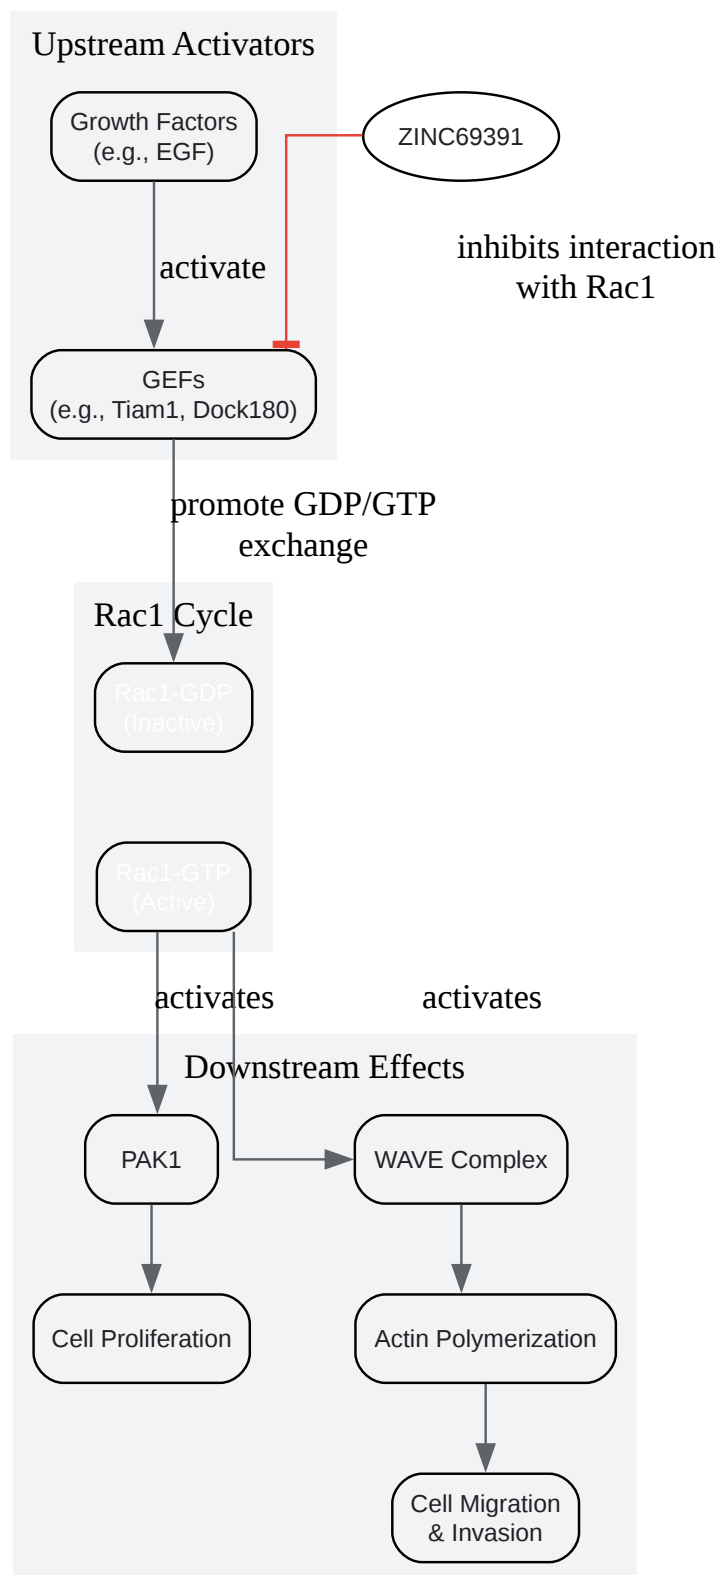 Upstream Activators
Growth Factors
(e.g., EGF)
ZINC69391
activate
inhibits interaction
with Rac1
GEFs
(e.g., Tiam1, Dock180)
promote GDP/GTP
exchange
Rac1 Cycle
Rac1-GDP
(Inactive)
Rac1-GTP
(Active)
activates
activates
Downstream Effects
PAK1
WAVE Complex
Cell Proliferation
Actin Polymerization
Cell Migration
& Invasion